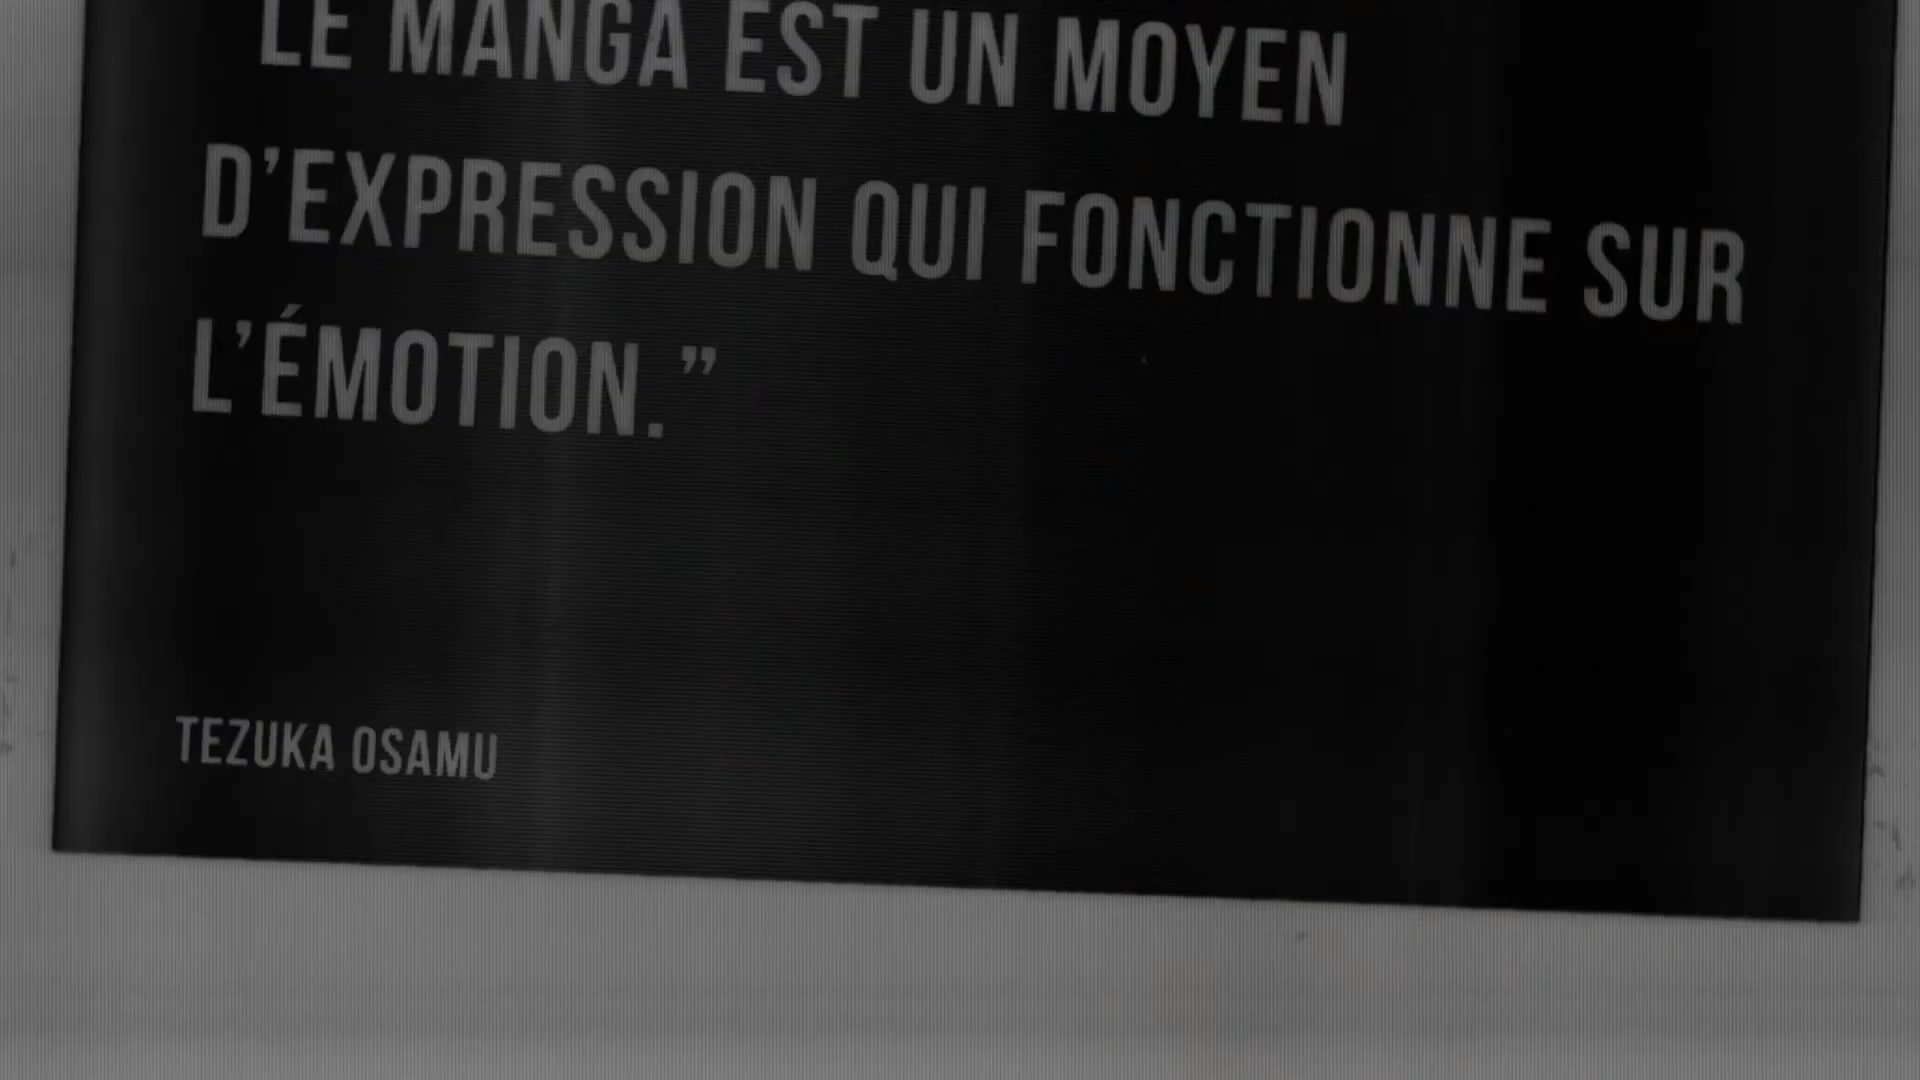 LE MANGA EST UN MOYEN
D’EXPRESSION QUI FONCTIONNE SUR
L’ÉMOTION.”
TEZUKA OSAMU